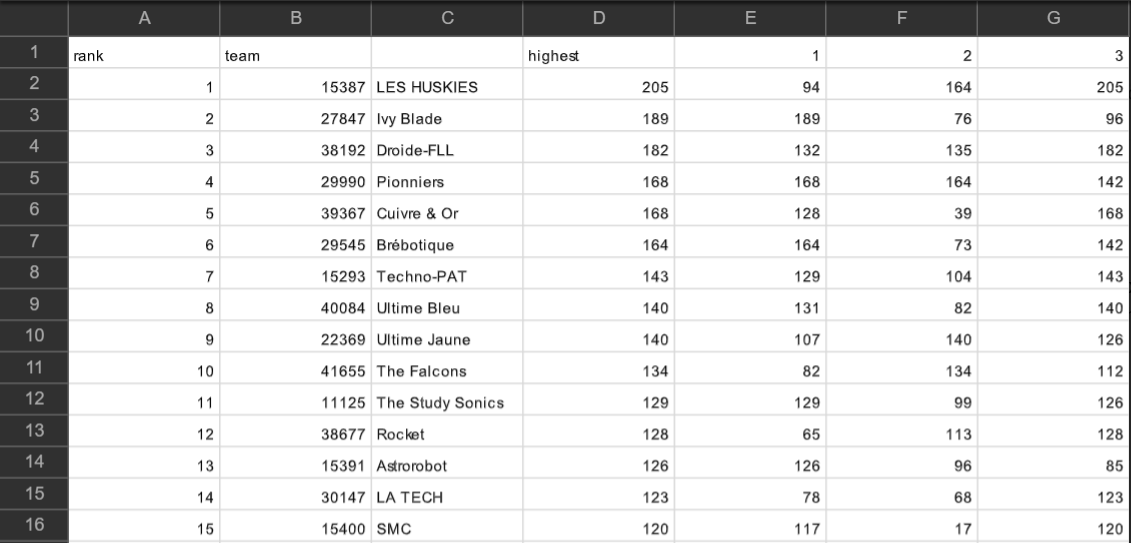 A B C D E F G
1 rank team highest 1 2 3
2 1 15387 LES HUSKIES 205 94 164 205
3 2 27847 Ivy Blade 189 189 76 96
4 3 38192 Droide-FLL 182 132 135 182
5 4 29990 Pionniers 168 168 164 142
6 5 39367 Cuivre & Or 168 128 39 168
7 6 29545 Brébotique 164 164 73 142
8 7 15293 Techno-PAT 143 129 104 143
9 8 40084 Ultime Bleu 140 131 82 140
10 9 22369 Ultime Jaune 140 107 140 126
11 10 41655 The Falcons 134 82 134 112
12 11 11125 The Study Sonics 129 129 99 126
13 12 38677 Rocket 128 65 113 128
14 13 15391 Astrorobot 126 126 96 85
15 14 30147 LA TECH 123 78 68 123
16 15 15400 SMC 120 117 17 120